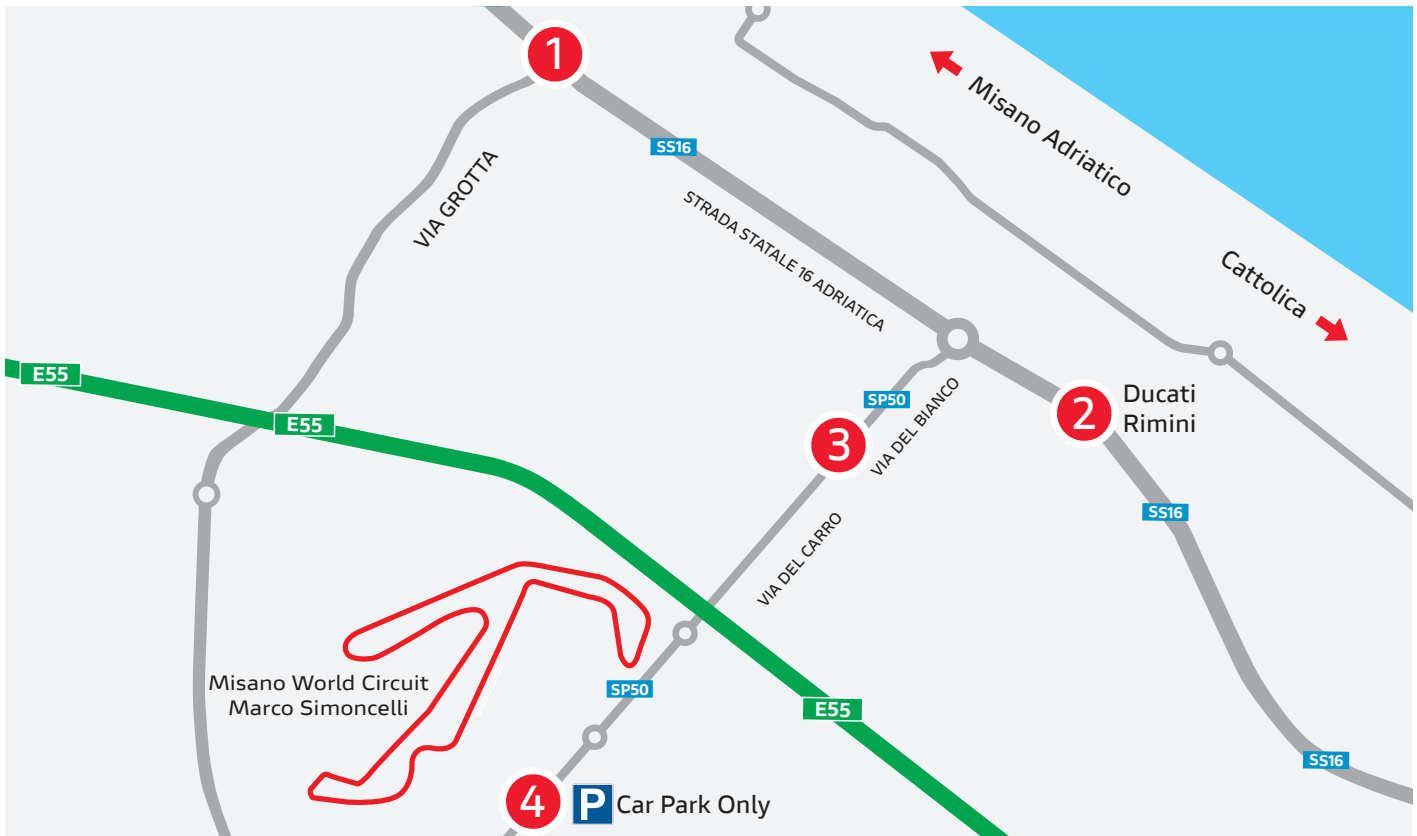 1
Misano Adriatico
SS16
VIA GROTTA
STRADA STATALE 16 ADRIATICA
Cattolica
E55
E55
SP50
2
Ducati
Rimini
3
VIA DEL BIANCO
SS16
VIA DEL CARRO
Misano World Circuit
Marco Simoncelli
SP50
E55
SS16
4
P
Car Park Only